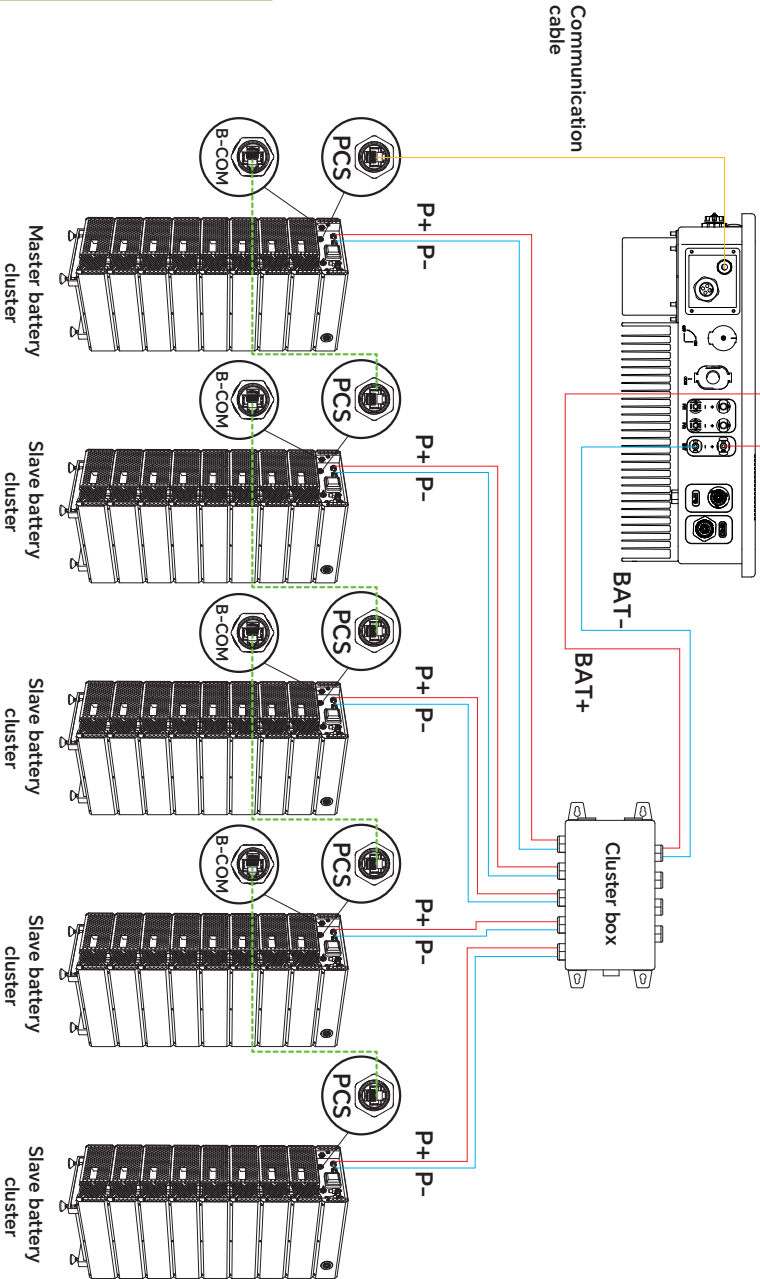 Communication
cable
BAT-
BAT+
Cluster box
P+ P-
P+ P-
P+ P-
P+ P-
P+ P-
PCS
B-COM
PCS
B-COM
PCS
B-COM
PCS
B-COM
PCS
Master battery
cluster
Slave battery
cluster
Slave battery
cluster
Slave battery
cluster
Slave battery
cluster